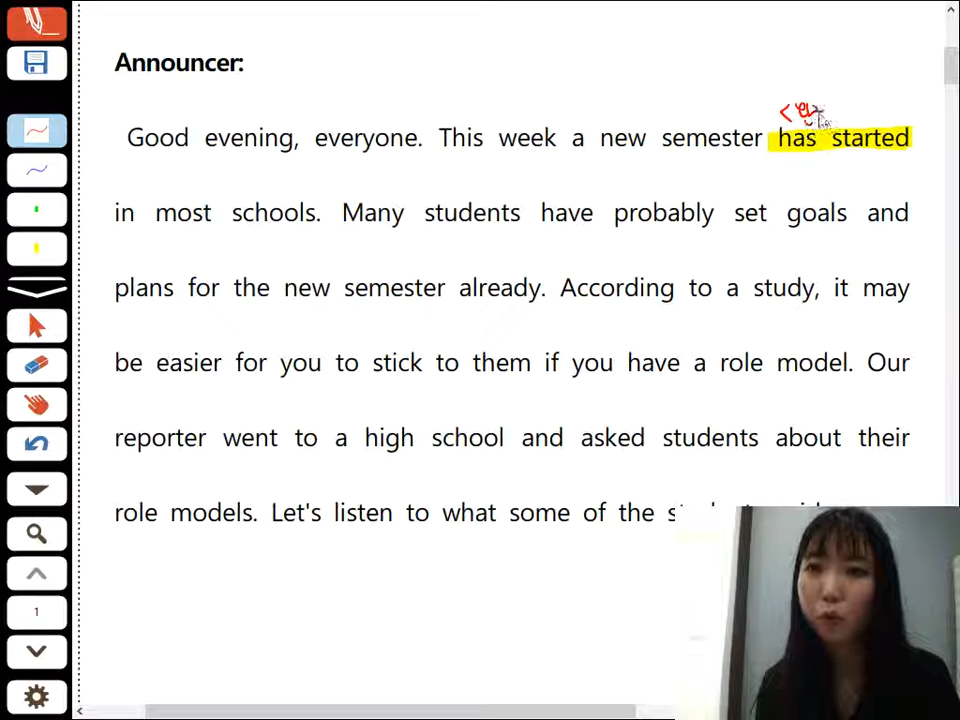 Announcer:
Good evening, everyone. This week a new semester has started
in most schools. Many students have probably set goals and
plans for the new semester already. According to a study, it may
be easier for you to stick to them if you have a role model. Our
reporter went to a high school and asked students about their
role models. Let's listen to what some of the
1